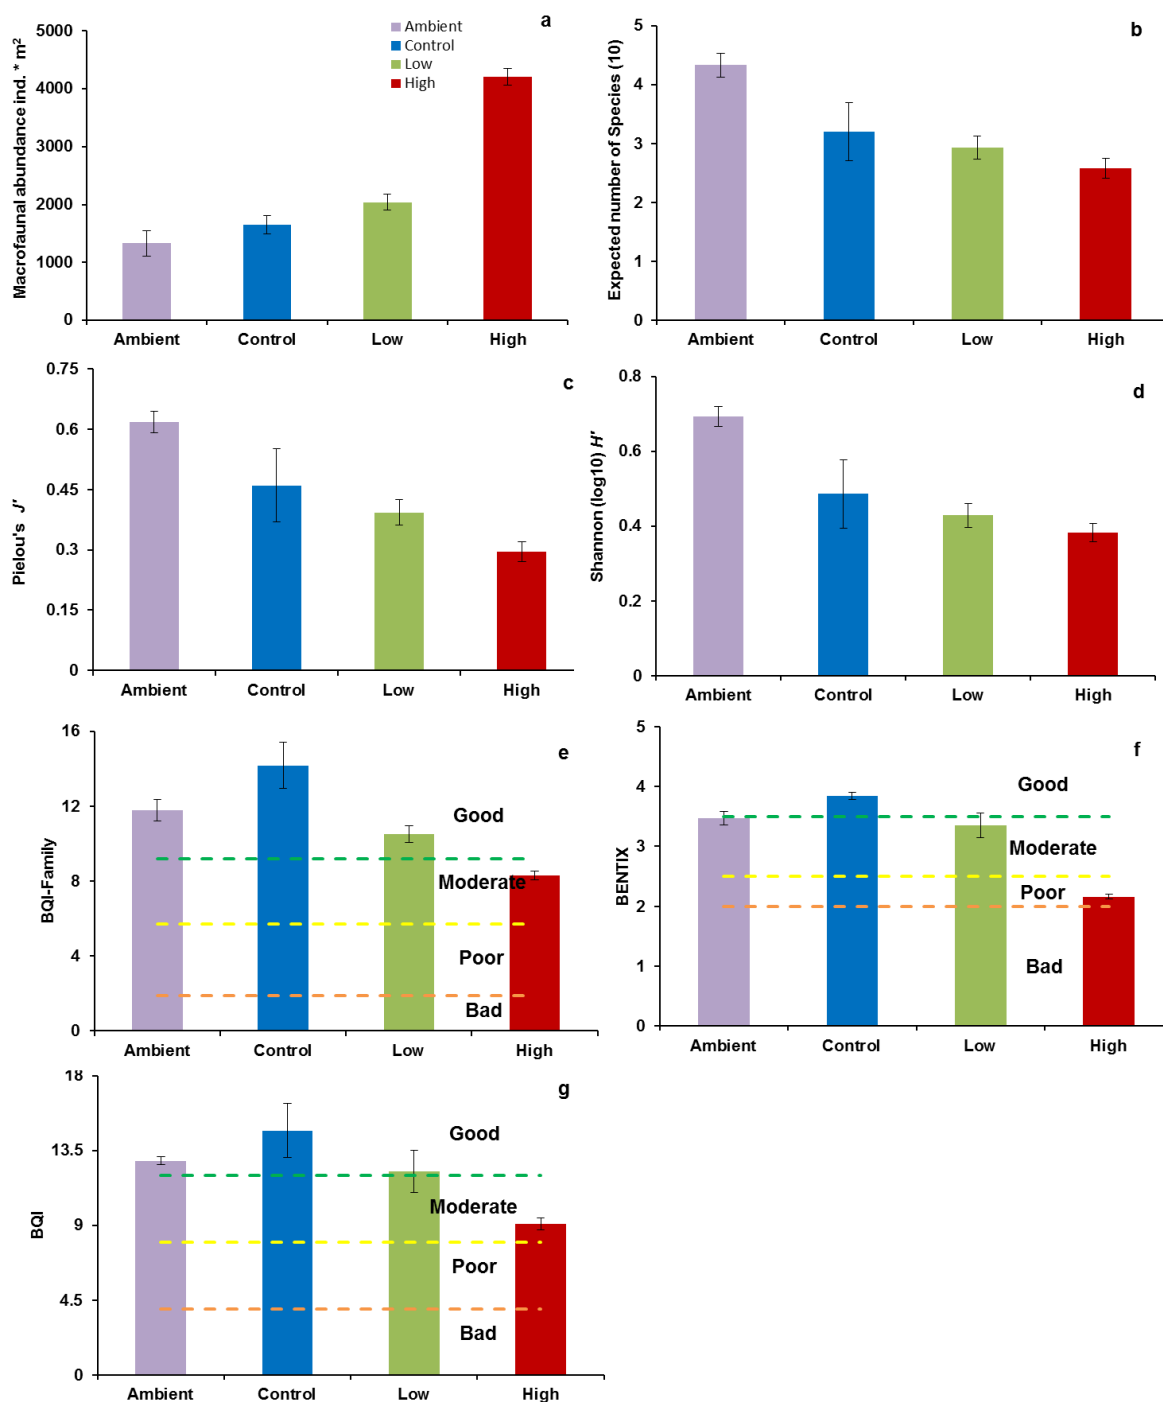 a
Ambient
Control
Low
High
Macrofaunal abundance ind. * m²
5000
4000
3000
2000
1000
0
Ambient Control Low High
b
Expected number of Species (10)
5
4
3
2
1
0
Ambient Control Low High
c
Pielou's J'
0.75
0.6
0.45
0.3
0.15
0
Ambient Control Low High
d
Shannon (log10) H'
0.8
0.6
0.4
0.2
0
Ambient Control Low High
e
BQI-Family
16
12
8
4
0
Good
Moderate
Poor
Bad
Ambient Control Low High
f
BENTIX
5
4
3
2
1
0
Good
Moderate
Poor
Bad
Ambient Control Low High
g
BQI
18
13.5
9
4.5
0
Good
Moderate
Poor
Bad
Ambient Control Low High